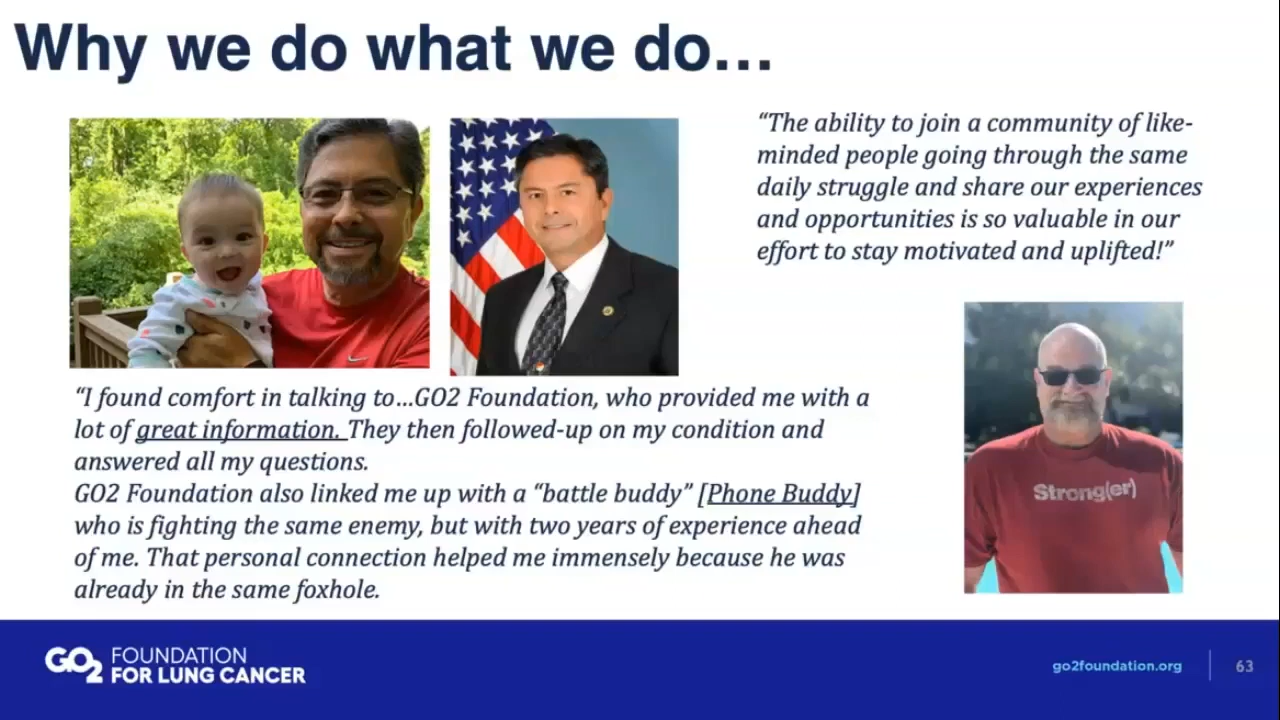 Why we do what we do…
“The ability to join a community of like-
minded people going through the same
daily struggle and share our experiences
and opportunities is so valuable in our
effort to stay motivated and uplifted!”
“I found comfort in talking to…GO2 Foundation, who provided me with a
lot of great information. They then followed-up on my condition and
answered all my questions.
GO2 Foundation also linked me up with a “battle buddy” [Phone Buddy]
who is fighting the same enemy, but with two years of experience ahead
of me. That personal connection helped me immensely because he was
already in the same foxhole.
Strong(er)
GO2 FOUNDATION
FOR LUNG CANCER
go2foundation.org
63